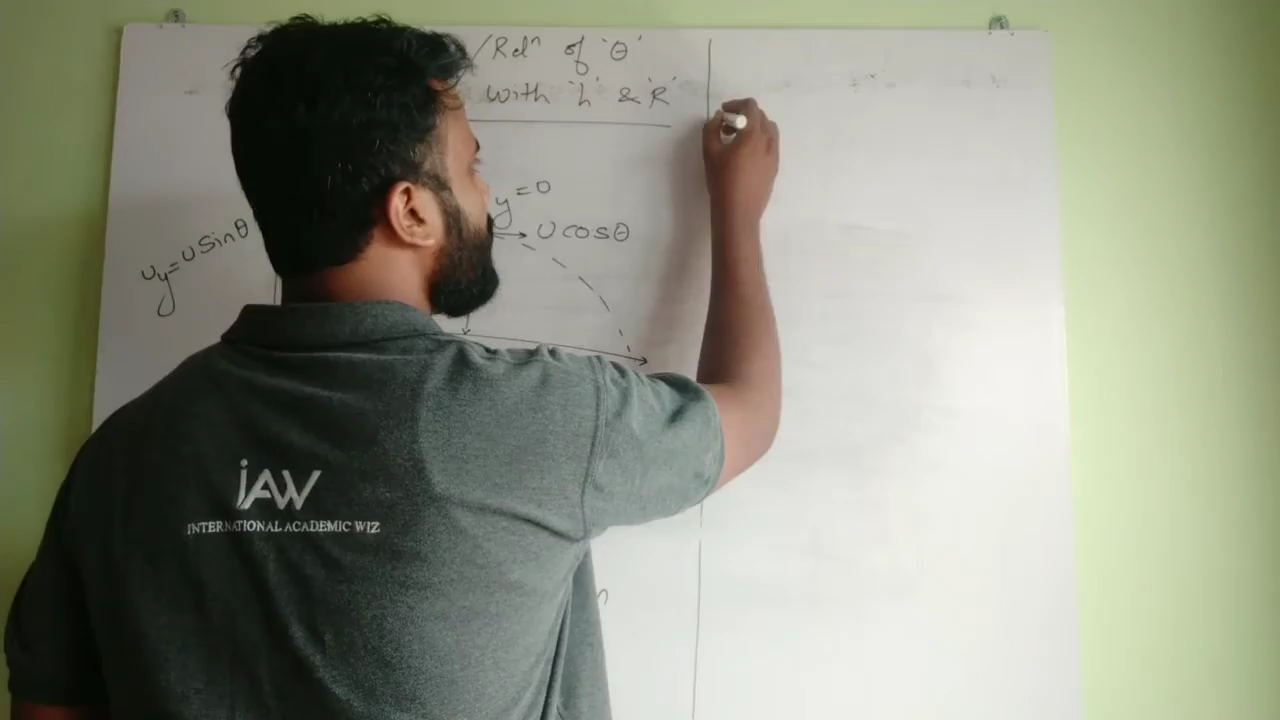 /Relⁿ of 'θ'
with 'h' & 'R'
y=0
u cosθ
uy=u sinθ
iAW
INTERNATIONAL ACADEMIC WIZ
n